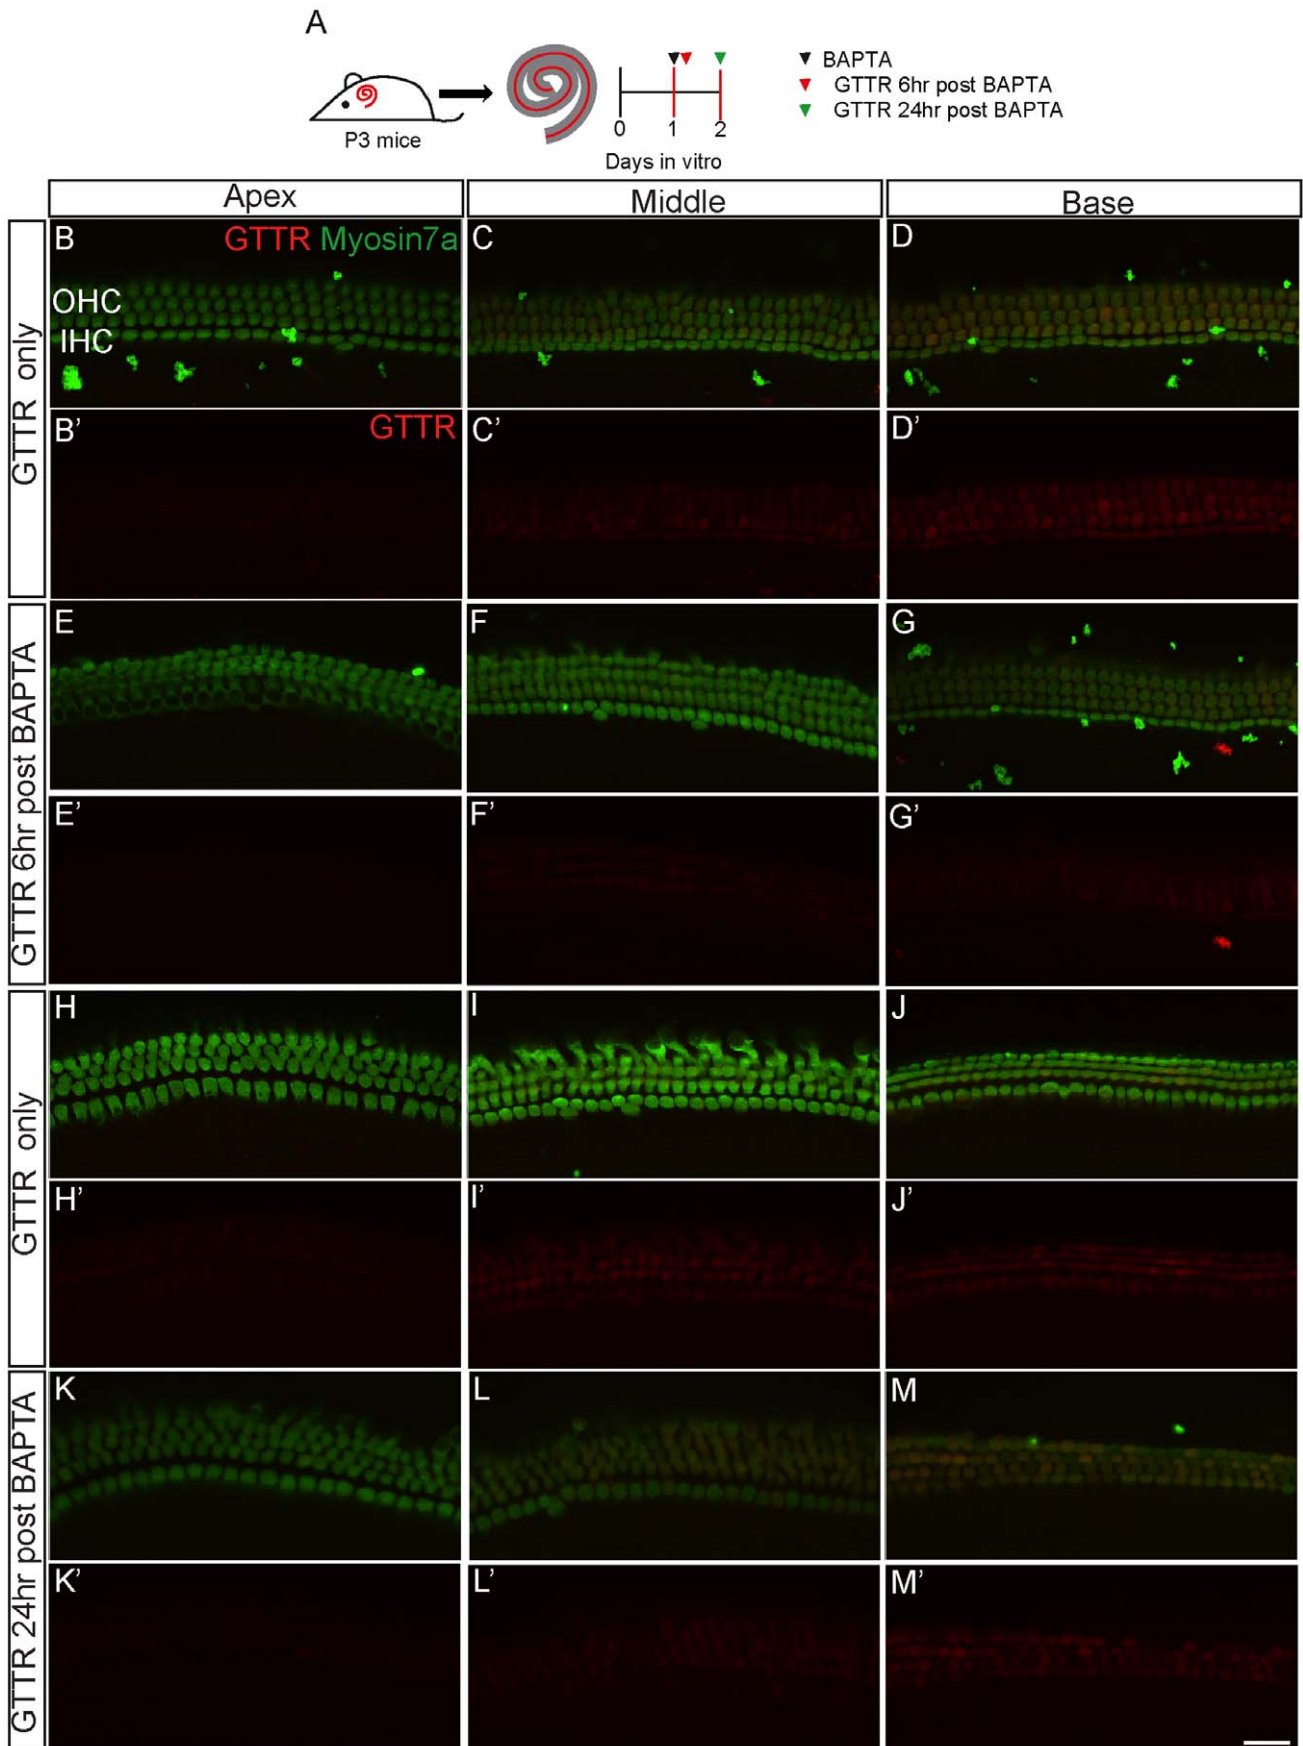 A
BAPTA
GTTR 6hr post BAPTA
GTTR 24hr post BAPTA
P3 mice
0 1 2
Days in vitro
Apex Middle Base
GTTR only
B GTTR Myosin7a C D
OHC
IHC
B' GTTR C' D'
GTTR 6hr post BAPTA
E F G
E' F' G'
GTTR only
H I J
H' I' J'
GTTR 24hr post BAPTA
K L M
K' L' M'